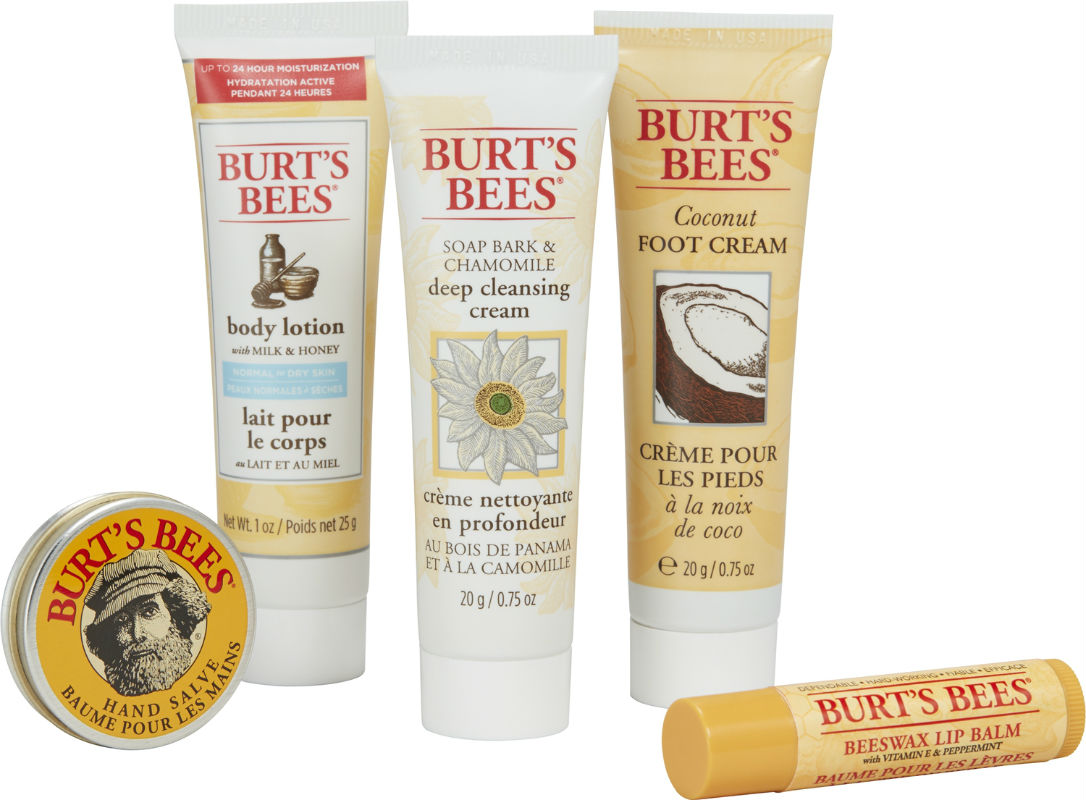 MADE IN USA
UP TO 24 HOUR MOISTURIZATION
HYDRATATION ACTIVE
PENDANT 24 HEURES
BURT'S
BEES®
body lotion
with MILK & HONEY
NORMAL to DRY SKIN
PEAUX NORMALES À SÈCHES
lait pour
le corps
au LAIT ET AU MIEL
Net Wt. 1 oz / Poids net 25 g
MADE IN USA
BURT'S
BEES®
SOAP BARK &
CHAMOMILE
deep cleansing
cream
crème nettoyante
en profondeur
AU BOIS DE PANAMA
ET À LA CAMOMILLE
20 g / 0.75 oz
MADE IN USA
BURT'S
BEES®
Coconut
FOOT CREAM
CRÈME POUR
LES PIEDS
à la noix
de coco
℮ 20 g / 0.75 oz
BURT'S BEES®
HAND SALVE
BAUME POUR LES MAINS
DEPENDABLE • HARD-WORKING • FIABLE • EFFICACE
BURT'S BEES®
BEESWAX LIP BALM
with VITAMIN E & PEPPERMINT
BAUME POUR LES LÈVRES